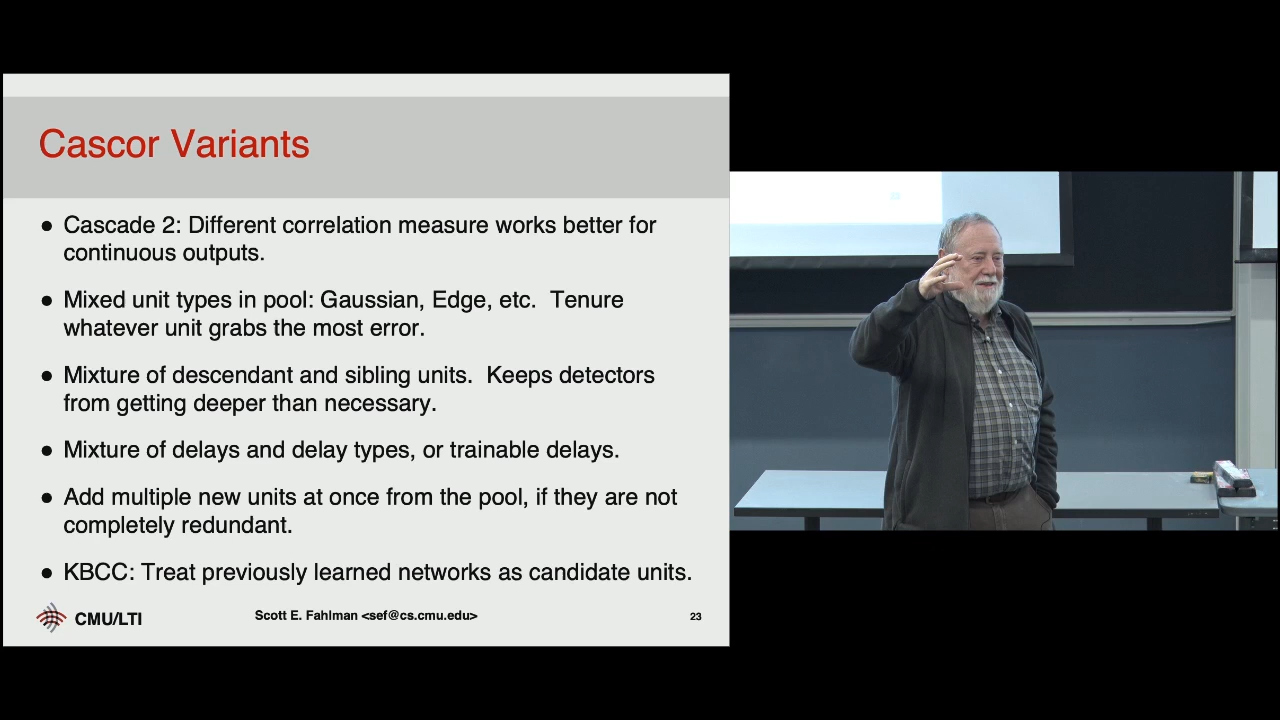 Cascor Variants
● Cascade 2: Different correlation measure works better for
continuous outputs.
● Mixed unit types in pool: Gaussian, Edge, etc.  Tenure
whatever unit grabs the most error.
● Mixture of descendant and sibling units.  Keeps detectors
from getting deeper than necessary.
● Mixture of delays and delay types, or trainable delays.
● Add multiple new units at once from the pool, if they are not
completely redundant.
● KBCC: Treat previously learned networks as candidate units.
CMU/LTI
Scott E. Fahlman <sef@cs.cmu.edu>
23